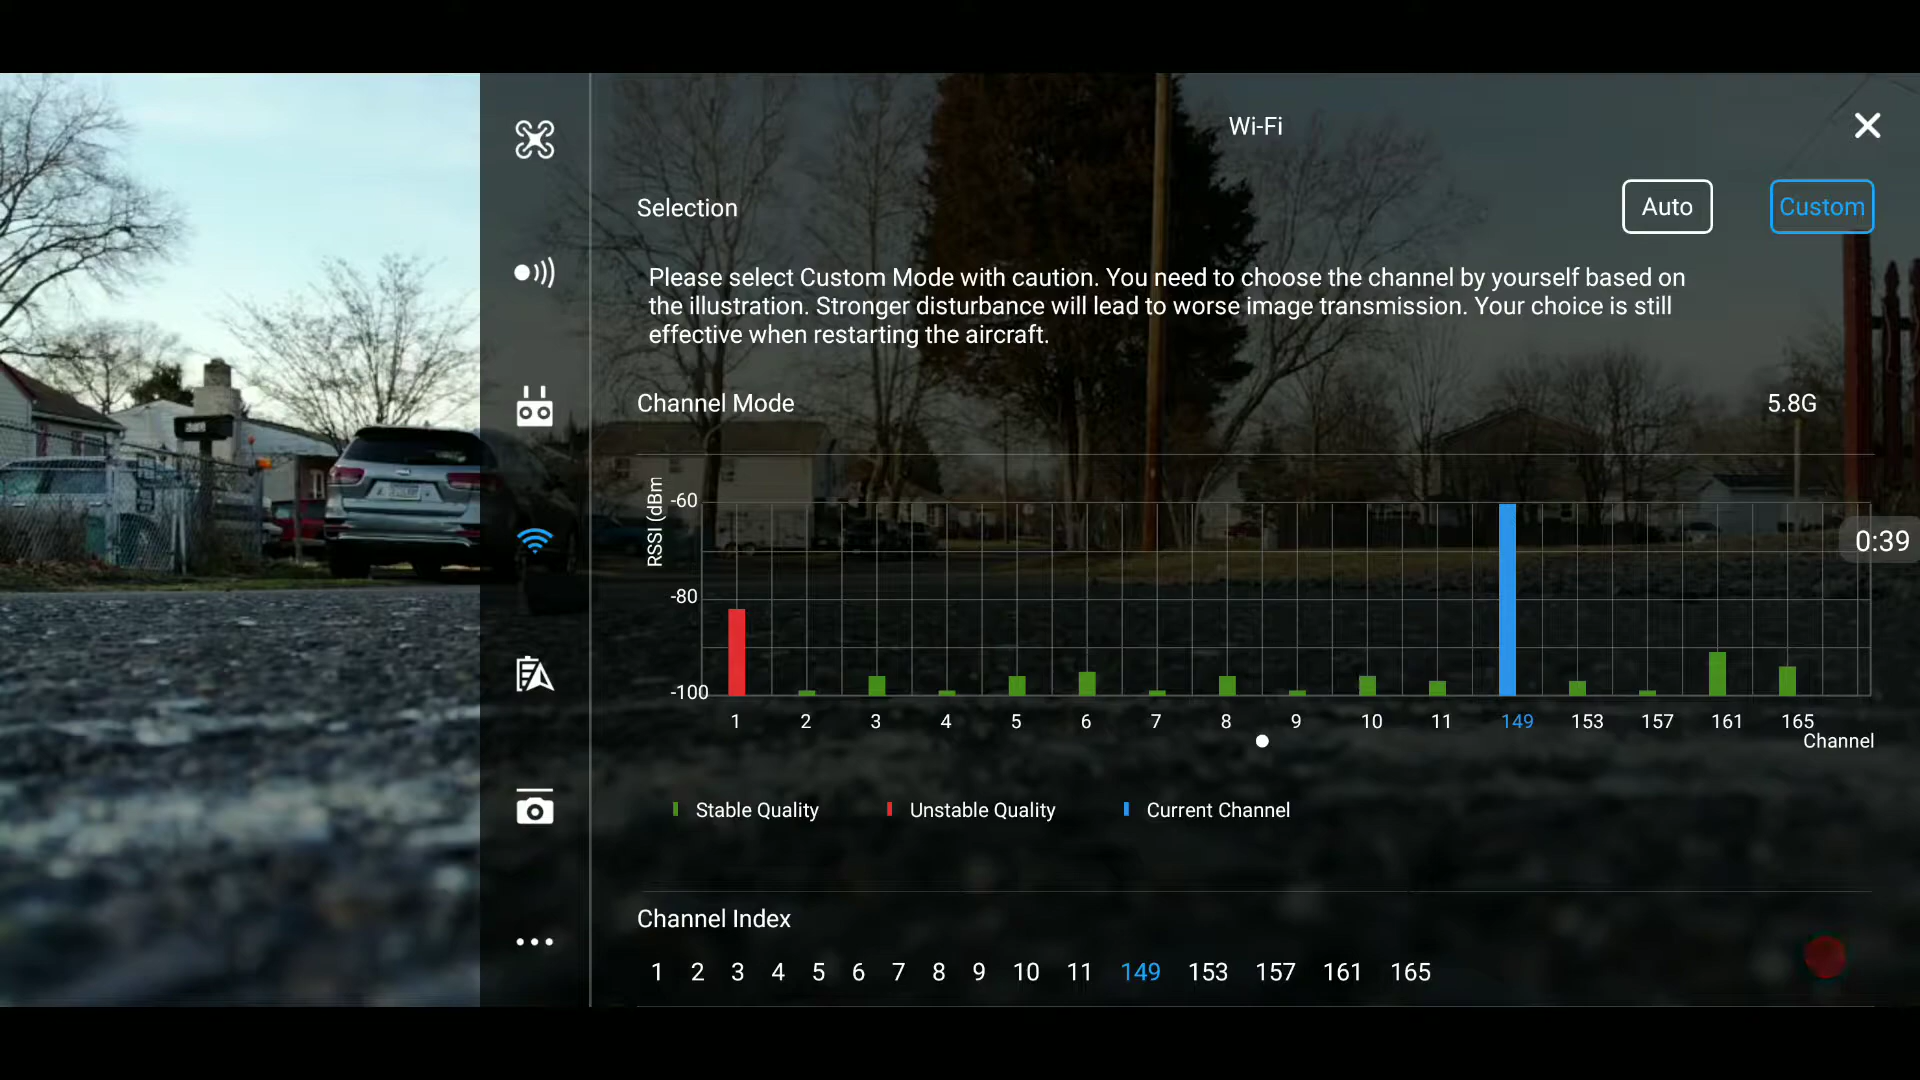 Wi-Fi
Selection
Auto
Custom
Please select Custom Mode with caution. You need to choose the channel by yourself based on
the illustration. Stronger disturbance will lead to worse image transmission. Your choice is still
effective when restarting the aircraft.
Channel Mode
5.8G
RSSI (dBm
-60
-80
-100
0:39
1 2 3 4 5 6 7 8 9 10 11 149 153 157 161 165
Channel
Stable Quality
Unstable Quality
Current Channel
Channel Index
1 2 3 4 5 6 7 8 9 10 11 149 153 157 161 165